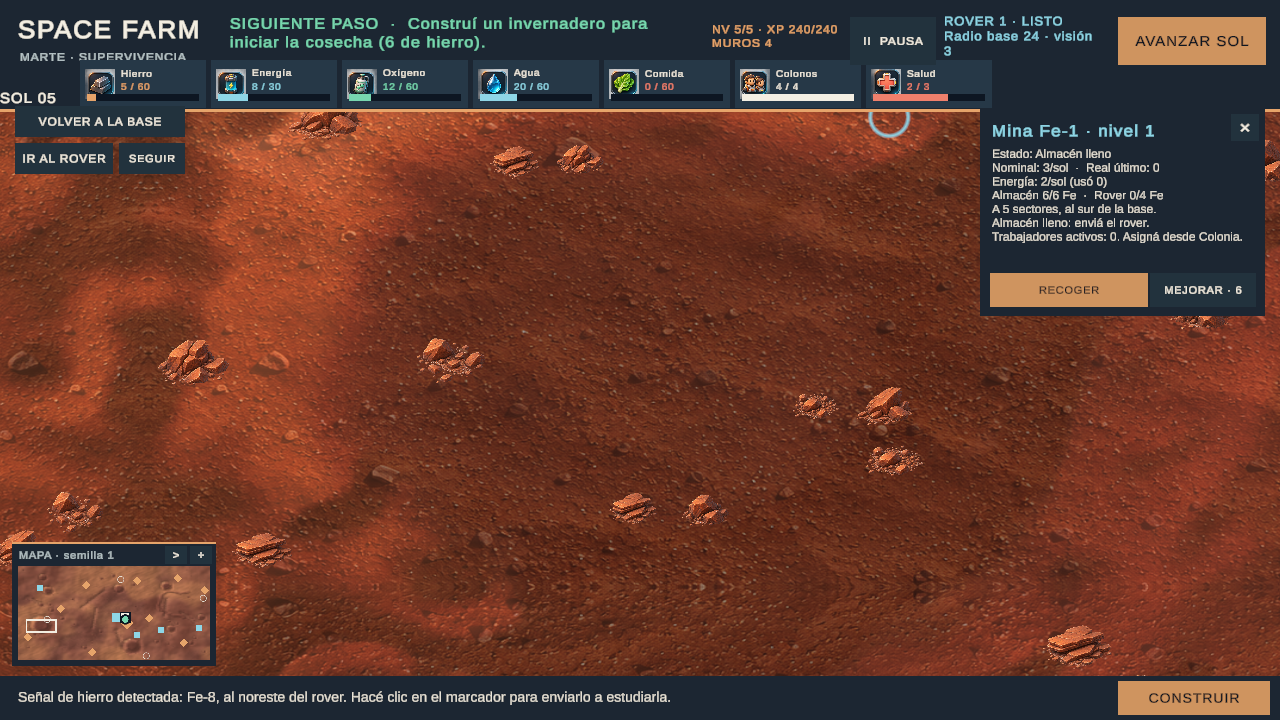 SPACE FARM
MARTE · SUPERVIVENCIA
SIGUIENTE PASO · Construí un invernadero para
iniciar la cosecha (6 de hierro).
NV 5/5 · XP 240/240
MUROS 4
II PAUSA
ROVER 1 · LISTO
Radio base 24 · visión
3
AVANZAR SOL
SOL 05
Hierro
5 / 60
Energía
8 / 30
Oxígeno
12 / 60
Agua
20 / 60
Comida
0 / 60
Colonos
4 / 4
Salud
2 / 3
VOLVER A LA BASE
IR AL ROVER
SEGUIR
Mina Fe-1 · nivel 1
×
Estado: Almacén lleno
Nominal: 3/sol · Real último: 0
Energía: 2/sol (usó 0)
Almacén 6/6 Fe · Rover 0/4 Fe
A 5 sectores, al sur de la base.
Almacén lleno: enviá el rover.
Trabajadores activos: 0. Asigná desde Colonia.
RECOGER
MEJORAR · 6
MAPA · semilla 1
>
+
Señal de hierro detectada: Fe-8, al noreste del rover. Hacé clic en el marcador para enviarlo a estudiarla.
CONSTRUIR